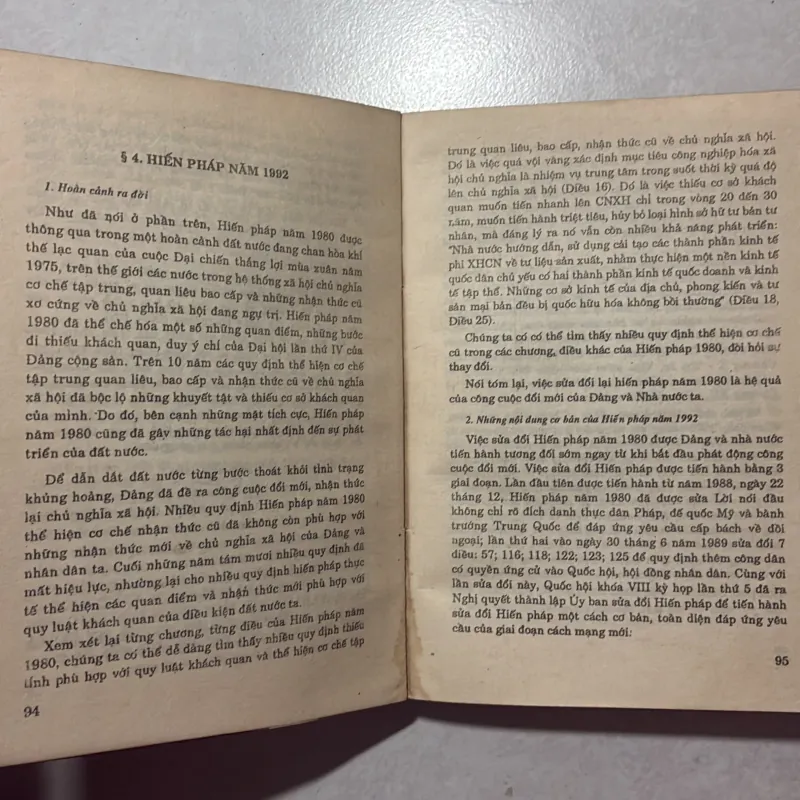 § 4. HIẾN PHÁP NĂM 1992
1. Hoàn cảnh ra đời
Như đã nói ở phần trên, Hiến pháp năm 1980 được
thông qua trong một hoàn cảnh đất nước đang chan hòa khí
thế lạc quan của cuộc Đại chiến thắng lợi mùa xuân năm
1975, trên thế giới các nước trong hệ thống xã hội chủ nghĩa
cơ chế tập trung, quan liêu bao cấp và những nhận thức cũ
xơ cứng về chủ nghĩa xã hội đang ngự trị. Hiến pháp năm
1980 đã thể chế hóa một số những quan điểm, những bước
đi thiếu khách quan, duy ý chí của Đại hội lần thứ IV của
Đảng cộng sản. Trên 10 năm các quy định thể hiện cơ chế
tập trung quan liêu, bao cấp và nhận thức cũ về chủ nghĩa
xã hội đã bộc lộ những khuyết tật và thiếu cơ sở khách quan
của mình. Do đó, bên cạnh những mặt tích cực, Hiến pháp
năm 1980 cũng đã gây những tác hại nhất định đến sự phát
triển của đất nước.
Để dẫn dắt đất nước từng bước thoát khỏi tình trạng
khủng hoảng, Đảng đã đề ra công cuộc đổi mới, nhận thức
lại chủ nghĩa xã hội. Nhiều quy định Hiến pháp năm 1980
thể hiện cơ chế nhận thức cũ đã không còn phù hợp với
những nhận thức mới về chủ nghĩa xã hội của Đảng và
nhân dân ta. Cuối những năm tám mươi nhiều quy định đã
mất hiệu lực, nhường lại cho nhiều quy định hiến pháp thực
tế thể hiện các quan điểm và nhận thức mới phù hợp với
quy luật khách quan của điều kiện đất nước ta.
Xem xét lại từng chương, từng điều của Hiến pháp năm
1980, chúng ta có thể dễ dàng tìm thấy nhiều quy định thiếu
tính phù hợp với quy luật khách quan và thể hiện cơ chế tập
94
trung quan liêu, bao cấp, nhận thức cũ về chủ nghĩa xã hội.
Đó là việc quá vội vàng xác định mục tiêu công nghiệp hóa xã
hội chủ nghĩa là nhiệm vụ trung tâm trong suốt thời kỳ quá độ
lên chủ nghĩa xã hội (Điều 16). Đó là việc thiếu cơ sở khách
quan muốn tiến nhanh lên CNXH chỉ trong vòng 20 đến 30
năm, muốn tiến hành triệt tiêu, hủy bỏ loại hình sở hữ tư bản tư
nhân, mà đáng lý ra nó vẫn còn nhiều khả năng phát triển:
"Nhà nước hướng dẫn, sử dụng cải tạo các thành phần kinh tế
phi XHCN về tư liệu sản xuất, nhằm thực hiện một nền kinh tế
quốc dân chủ yếu có hai thành phần kinh tế quốc doanh và kinh
tế tập thể. Những cơ sở kinh tế của địa chủ, phong kiến và tư
sản mại bản đều bị quốc hữu hóa không bồi thường" (Điều 18,
Điều 25).
Chúng ta có có thể tìm thấy nhiều quy định thể hiện cơ chế
cũ trong các chương, điều khác của Hiến pháp 1980, đòi hỏi sự
thay đổi.
Nói tóm lại, việc sửa đổi lại hiến pháp năm 1980 là hệ quả
của công cuộc đổi mới của Đảng và Nhà nước ta.
2. Những nội dung cơ bản của Hiến pháp năm 1992
Việc sửa đổi Hiến pháp năm 1980 được Đảng và nhà nước
tiến hành tương đối sớm ngay từ khi bắt đầu phát động công
cuộc đổi mới. Việc sửa đổi Hiến pháp được tiến hành bằng 3
giai đoạn. Lần đầu tiên được tiến hành từ năm 1988, ngày 22
tháng 12, Hiến pháp năm 1980 đã được sửa Lời nói đầu
không chỉ rõ đích danh thực dân Pháp, đế quốc Mỹ và bành
trướng Trung Quốc để đáp ứng yêu cầu cấp bách về đối
ngoại; lần thứ hai vào ngày 30 tháng 6 năm 1989 sửa đổi 7
điều: 57; 116; 118; 122; 123; 125 để quy định thêm công dân
có quyền ứng cử vào Quốc hội, hội đồng nhân dân. Cùng với
lần sửa đổi này, Quốc hội khóa VIII kỳ họp lần thứ 5 đã ra
Nghị quyết thành lập Ủy ban sửa đổi Hiến pháp để tiến hành
sửa đổi Hiến pháp một cách cơ bản, toàn diện đáp ứng yêu
cầu của giai đoạn cách mạng mới:
95